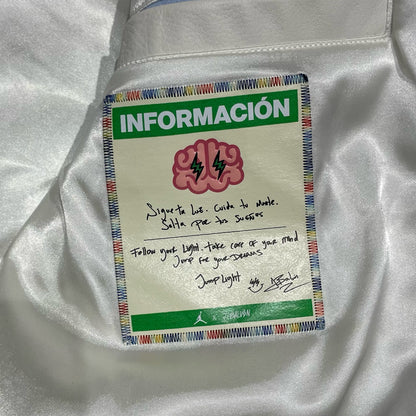 INFORMACIÓN
Sigue tu Luz. Cuida tu Mente.
Salta por tus Sueños
Follow your Light. take care of your mind
Jump For your Dreams
Jump Light
x J BALVIN